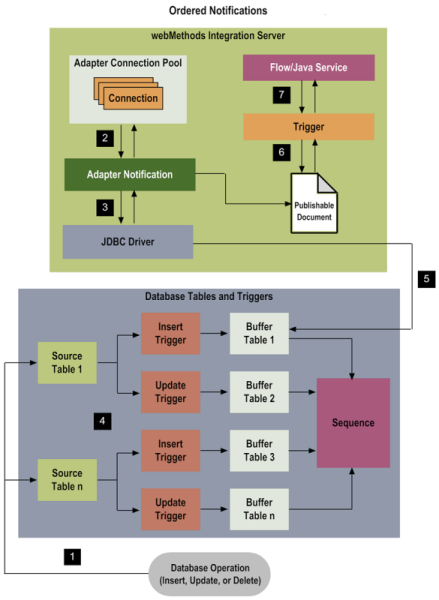 Ordered Notifications
webMethods Integration Server
Adapter Connection Pool
Connection
Flow/Java Service
2
7
Trigger
Adapter Notification
6
3
Publishable
Document
JDBC Driver
5
Database Tables and Triggers
Insert
Trigger
Buffer
Table 1
Source
Table 1
Update
Trigger
Buffer
Table 2
4
Sequence
Insert
Trigger
Buffer
Table 3
Source
Table n
Update
Trigger
Buffer
Table n
1
Database Operation
(Insert, Update, or Delete)